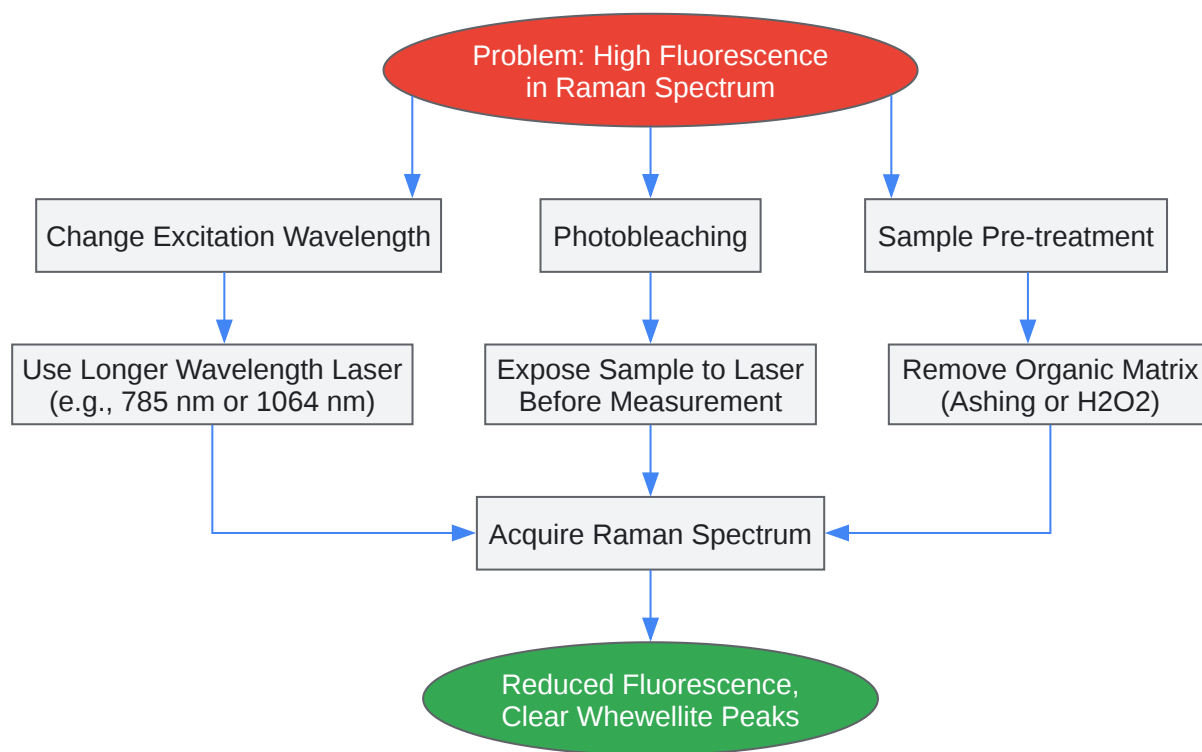 Problem: High Fluorescence
in Raman Spectrum
Change Excitation Wavelength
Photobleaching
Sample Pre-treatment
Use Longer Wavelength Laser
(e.g., 785 nm or 1064 nm)
Expose Sample to Laser
Before Measurement
Remove Organic Matrix
(Ashing or H2O2)
Acquire Raman Spectrum
Reduced Fluorescence,
Clear Whewellite Peaks